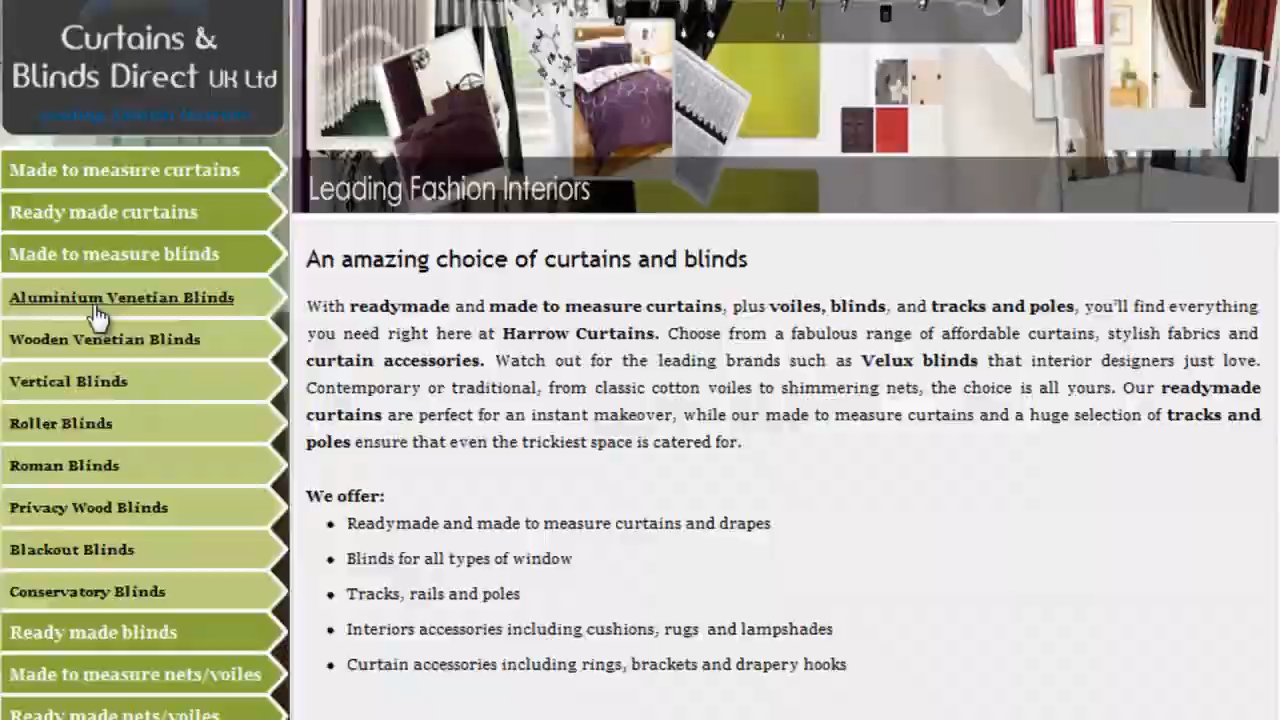 Curtains &
Blinds Direct UK Ltd
Leading Fashion Interiors
Leading Fashion Interiors
Made to measure curtains
Ready made curtains
Made to measure blinds
Aluminium Venetian Blinds
Wooden Venetian Blinds
Vertical Blinds
Roller Blinds
Roman Blinds
Privacy Wood Blinds
Blackout Blinds
Conservatory Blinds
Ready made blinds
Made to measure nets/voiles
Ready made nets/voiles
An amazing choice of curtains and blinds
With readymade and made to measure curtains, plus voiles, blinds, and tracks and poles, you'll find everything
you need right here at Harrow Curtains. Choose from a fabulous range of affordable curtains, stylish fabrics and
curtain accessories. Watch out for the leading brands such as Velux blinds that interior designers just love.
Contemporary or traditional, from classic cotton voiles to shimmering nets, the choice is all yours. Our readymade
curtains are perfect for an instant makeover, while our made to measure curtains and a huge selection of tracks and
poles ensure that even the trickiest space is catered for.
We offer:
• Readymade and made to measure curtains and drapes
• Blinds for all types of window
• Tracks, rails and poles
• Interiors accessories including cushions, rugs and lampshades
• Curtain accessories including rings, brackets and drapery hooks